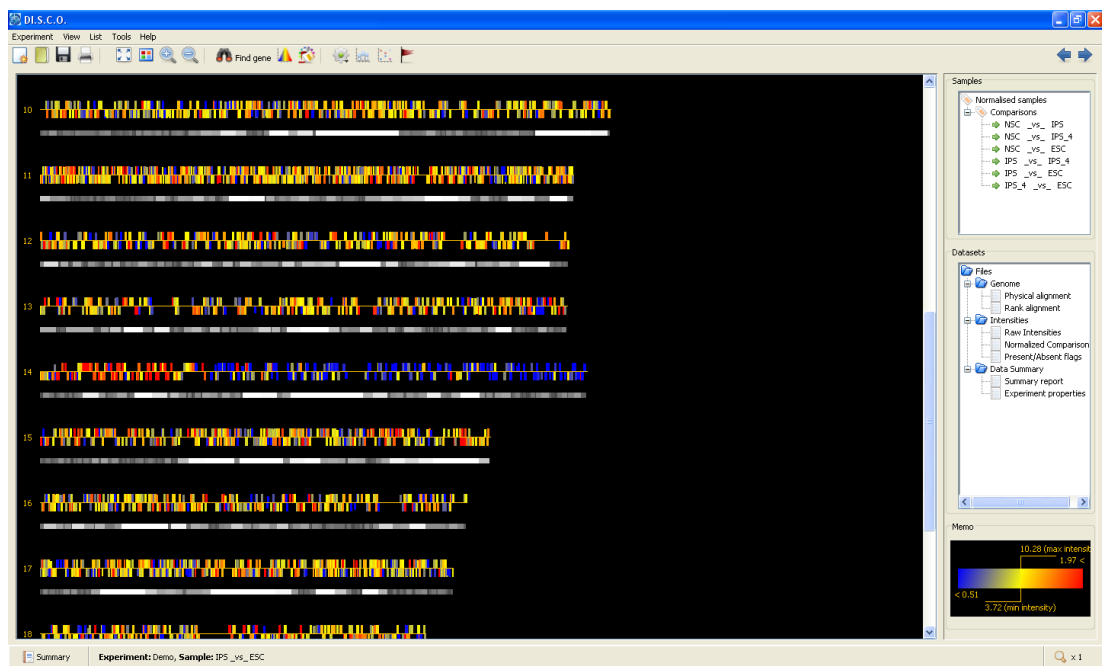 DI.S.C.O.
Experiment View List Tools Help
Find gene
10
11
12
13
14
15
16
17
18
Samples
Normalised samples
Comparisons
NSC _vs_ IPS
NSC _vs_ IPS_4
NSC _vs_ ESC
IPS _vs_ IPS_4
IPS _vs_ ESC
IPS_4 _vs_ ESC
Datasets
Files
Genome
Physical alignment
Rank alignment
Intensities
Raw Intensities
Normalized Comparison
Present/Absent flags
Data Summary
Summary report
Experiment properties
Memo
10.28 (max intensit
1.97 <
< 0.51
3.72 (min intensity)
Summary Experiment: Demo, Sample: IPS _vs_ESC x 1